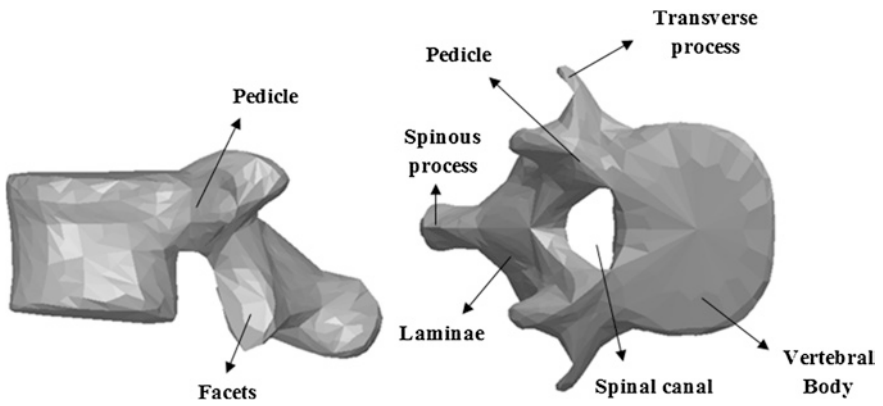 Pedicle
Facets
Transverse
process
Pedicle
Spinous
process
Laminae
Spinal canal
Vertebral
Body